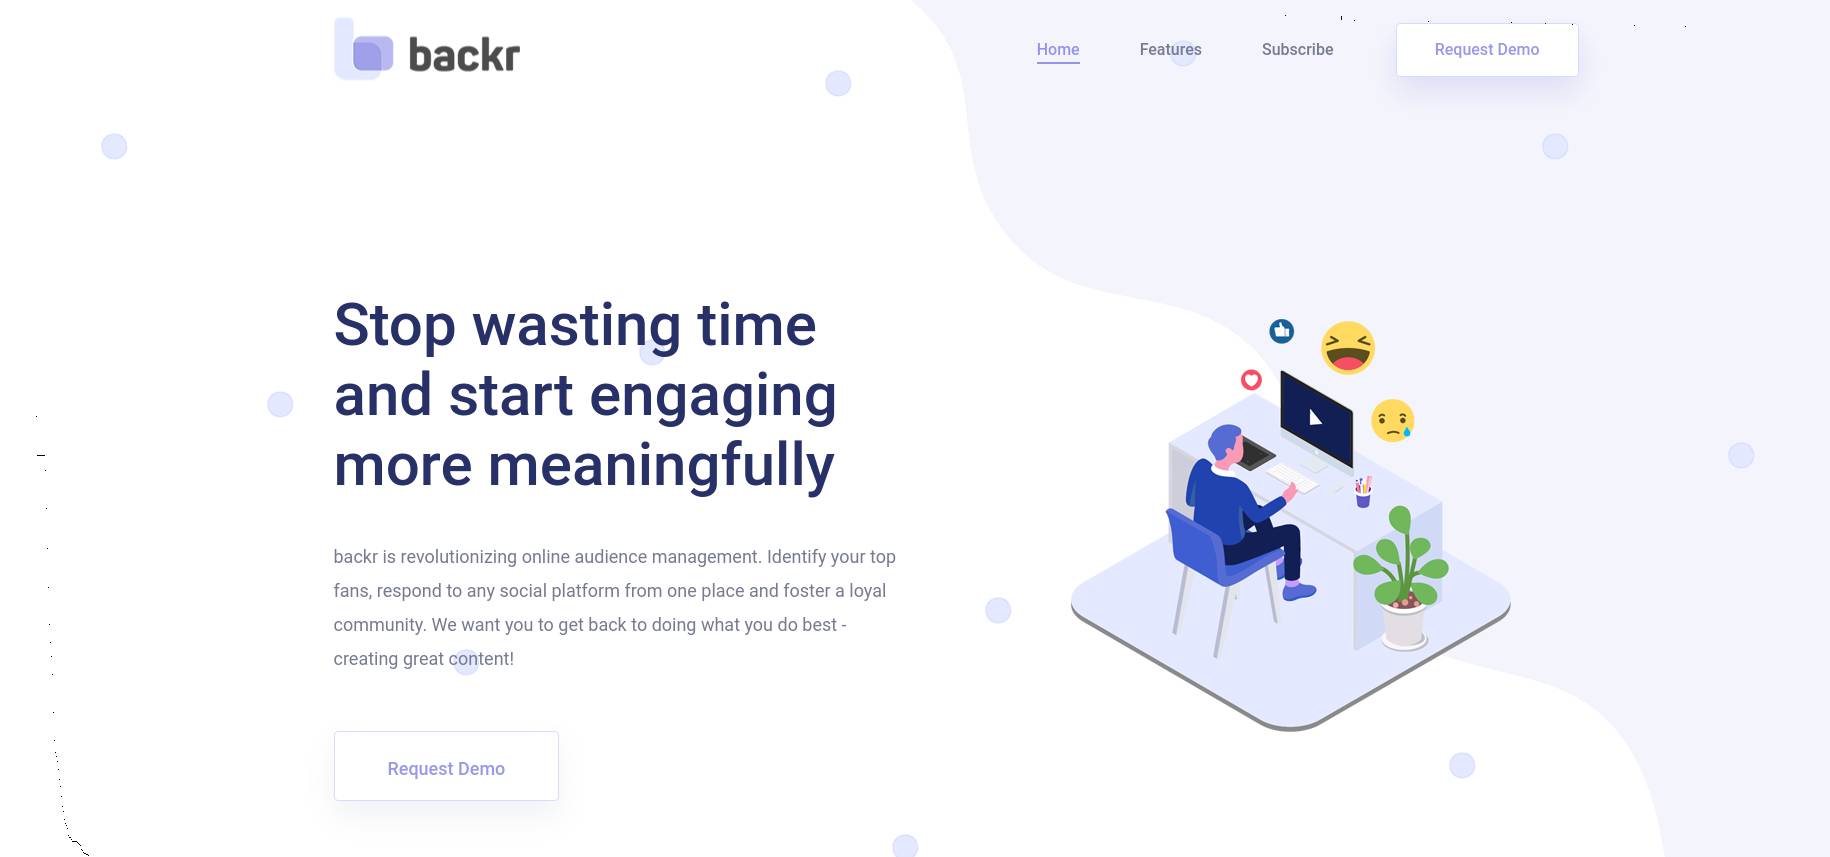 backr
Home
Features
Subscribe
Request Demo
Stop wasting time
and start engaging
more meaningfully
backr is revolutionizing online audience management. Identify your top
fans, respond to any social platform from one place and foster a loyal
community. We want you to get back to doing what you do best -
creating great content!
Request Demo